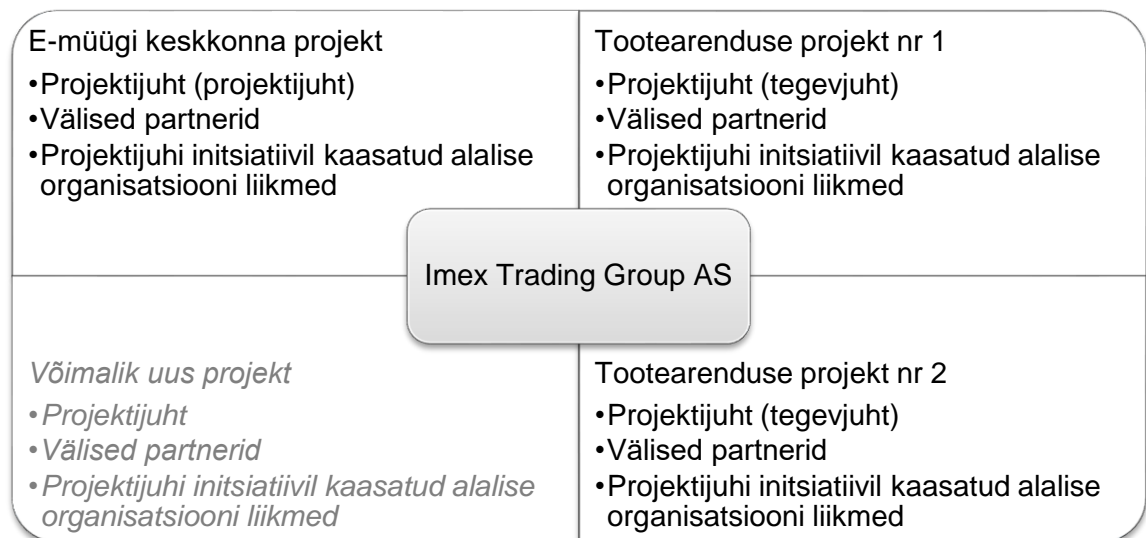 E-müügi keskkonna projekt
•Projektijuht (projektijuht)
•Välised partnerid
•Projektijuhi initsiatiivil kaasatud alalise
organisatsiooni liikmed
Tootearenduse projekt nr 1
•Projektijuht (tegevjuht)
•Välised partnerid
•Projektijuhi initsiatiivil kaasatud alalise
organisatsiooni liikmed
Imex Trading Group AS
Võimalik uus projekt
•Projektijuht
•Välised partnerid
•Projektijuhi initsiatiivil kaasatud alalise
organisatsiooni liikmed
Tootearenduse projekt nr 2
•Projektijuht (tegevjuht)
•Välised partnerid
•Projektijuhi initsiatiivil kaasatud alalise
organisatsiooni liikmed